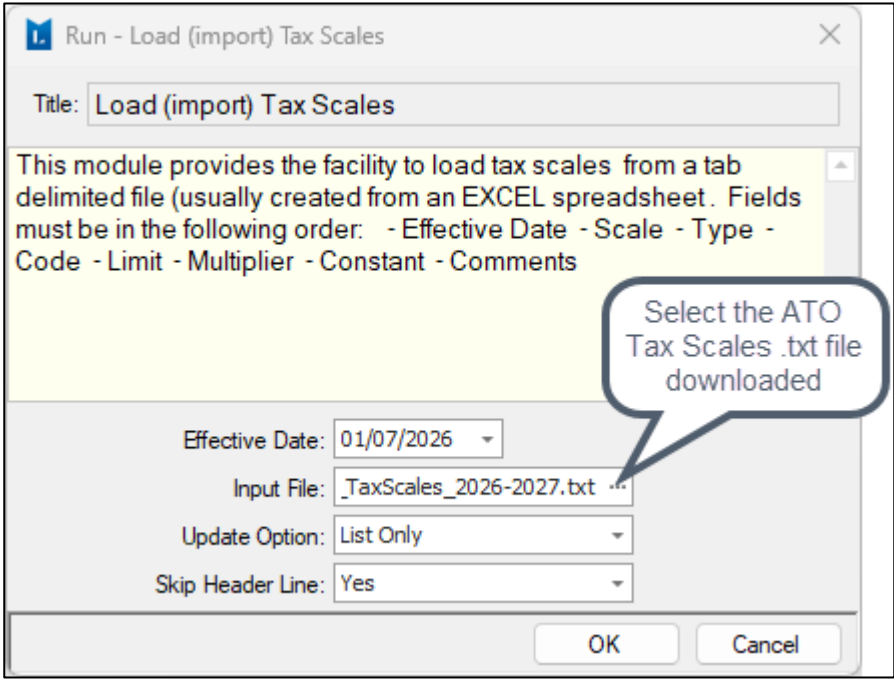 Run - Load (import) Tax Scales
Title: Load (import) Tax Scales
This module provides the facility to load tax scales from a tab
delimited file (usually created from an EXCEL spreadsheet. Fields
must be in the following order: - Effective Date - Scale - Type -
Code - Limit - Multiplier - Constant - Comments
Select the ATO
Tax Scales .txt file
downloaded
Effective Date: 01/07/2026
Input File: _TaxScales_2026-2027.txt ...
Update Option: List Only
Skip Header Line: Yes
OK Cancel